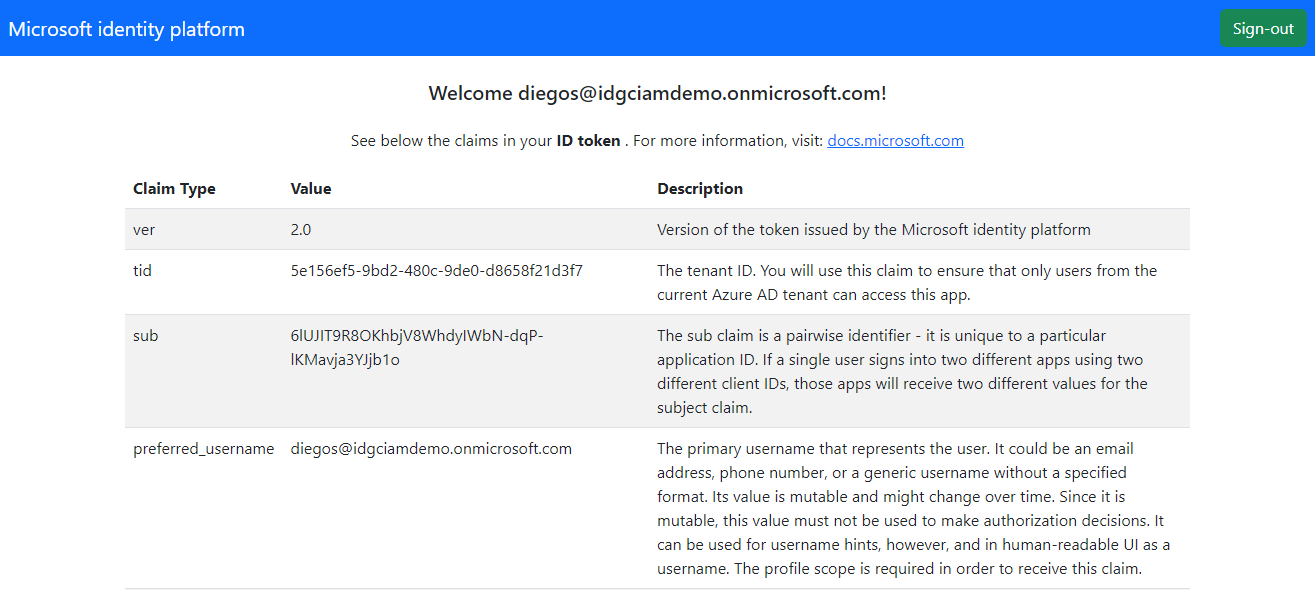 Microsoft identity platform
Sign-out
Welcome diegos@idgciamdemo.onmicrosoft.com!
See below the claims in your ID token . For more information, visit: docs.microsoft.com
Claim Type Value Description
ver 2.0 Version of the token issued by the Microsoft identity platform
tid 5e156ef5-9bd2-480c-9de0-d8658f21d3f7 The tenant ID. You will use this claim to ensure that only users from the
current Azure AD tenant can access this app.
sub 6lUJIT9R8OKhbjV8WhdyIWbN-dqP- The sub claim is a pairwise identifier - it is unique to a particular
lKMavja3YJjb1o application ID. If a single user signs into two different apps using two
different client IDs, those apps will receive two different values for the
subject claim.
preferred_username diegos@idgciamdemo.onmicrosoft.com The primary username that represents the user. It could be an email
address, phone number, or a generic username without a specified
format. Its value is mutable and might change over time. Since it is
mutable, this value must not be used to make authorization decisions. It
can be used for username hints, however, and in human-readable UI as a
username. The profile scope is required in order to receive this claim.